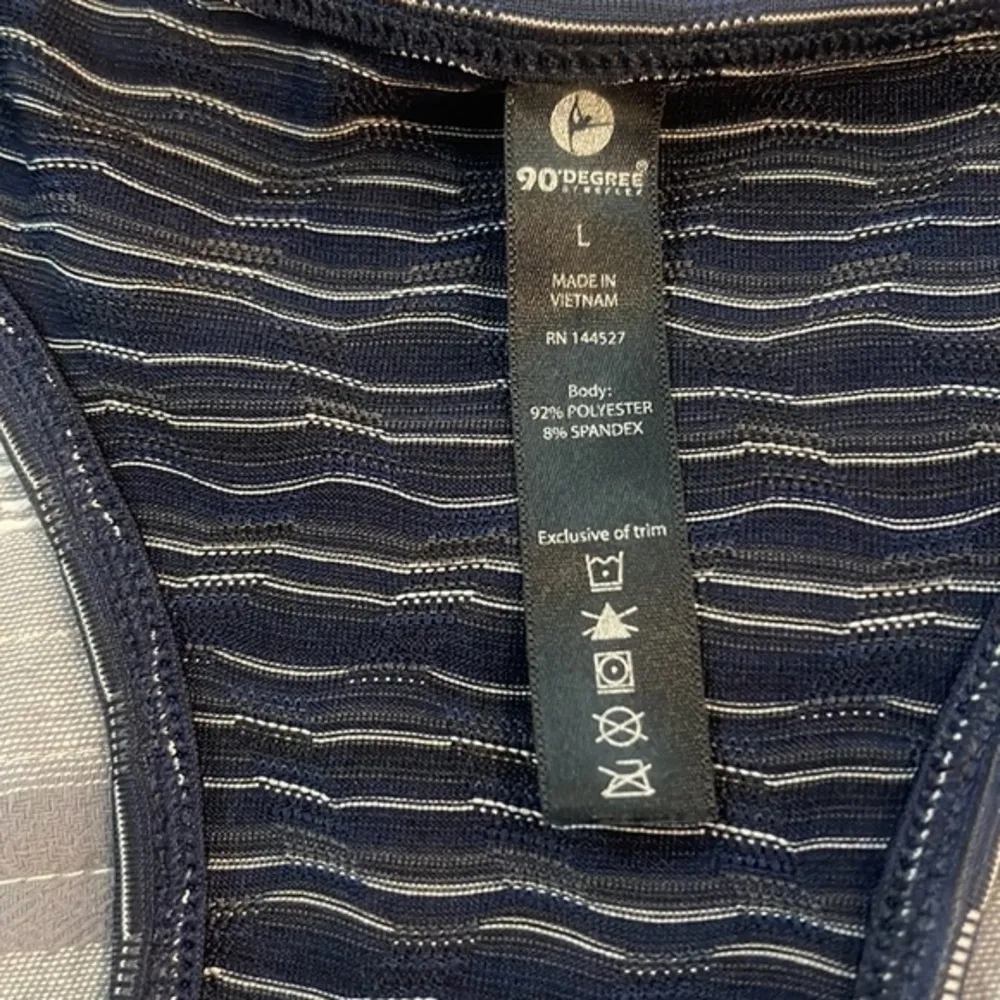 90°DEGREE®
BY REFLEX
L
MADE IN
VIETNAM
RN 144527
Body:
92% POLYESTER
8% SPANDEX
Exclusive of trim